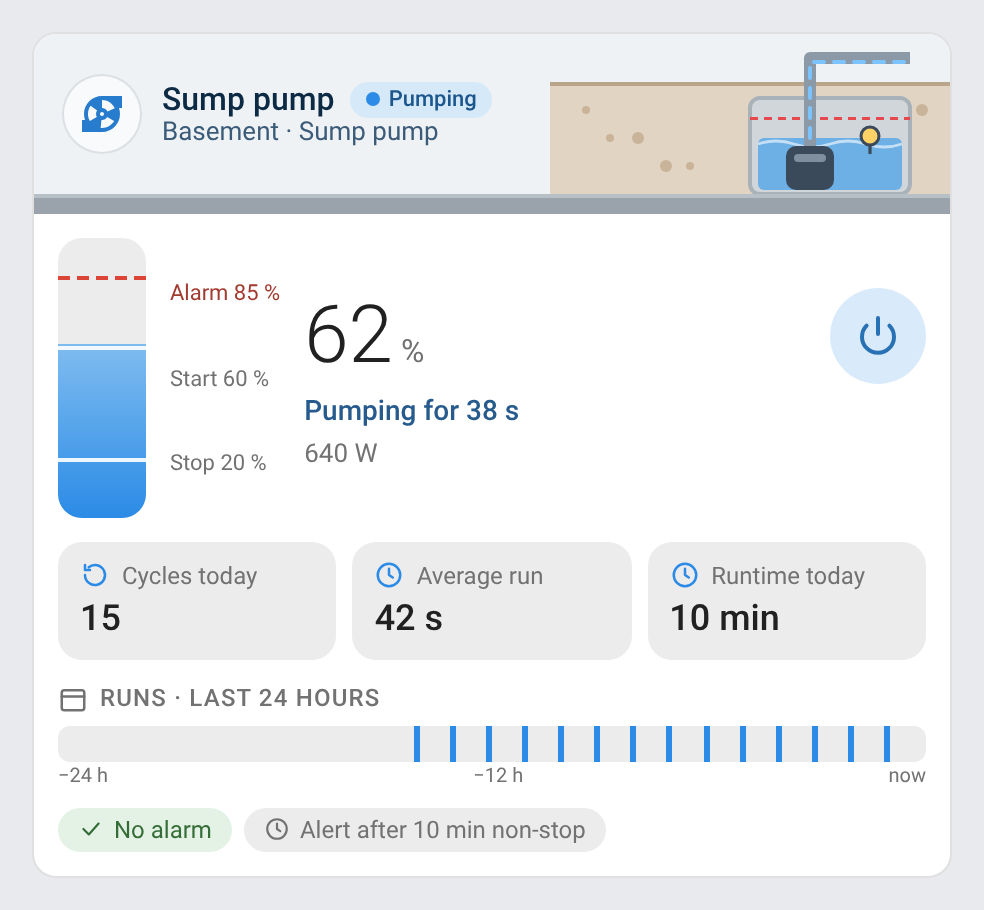 Sump pump
Pumping
Basement · Sump pump
Alarm 85 %
Start 60 %
Stop 20 %
62 %
Pumping for 38 s
640 W
Cycles today
15
Average run
42 s
Runtime today
10 min
RUNS · LAST 24 HOURS
−24 h
−12 h
now
No alarm
Alert after 10 min non-stop